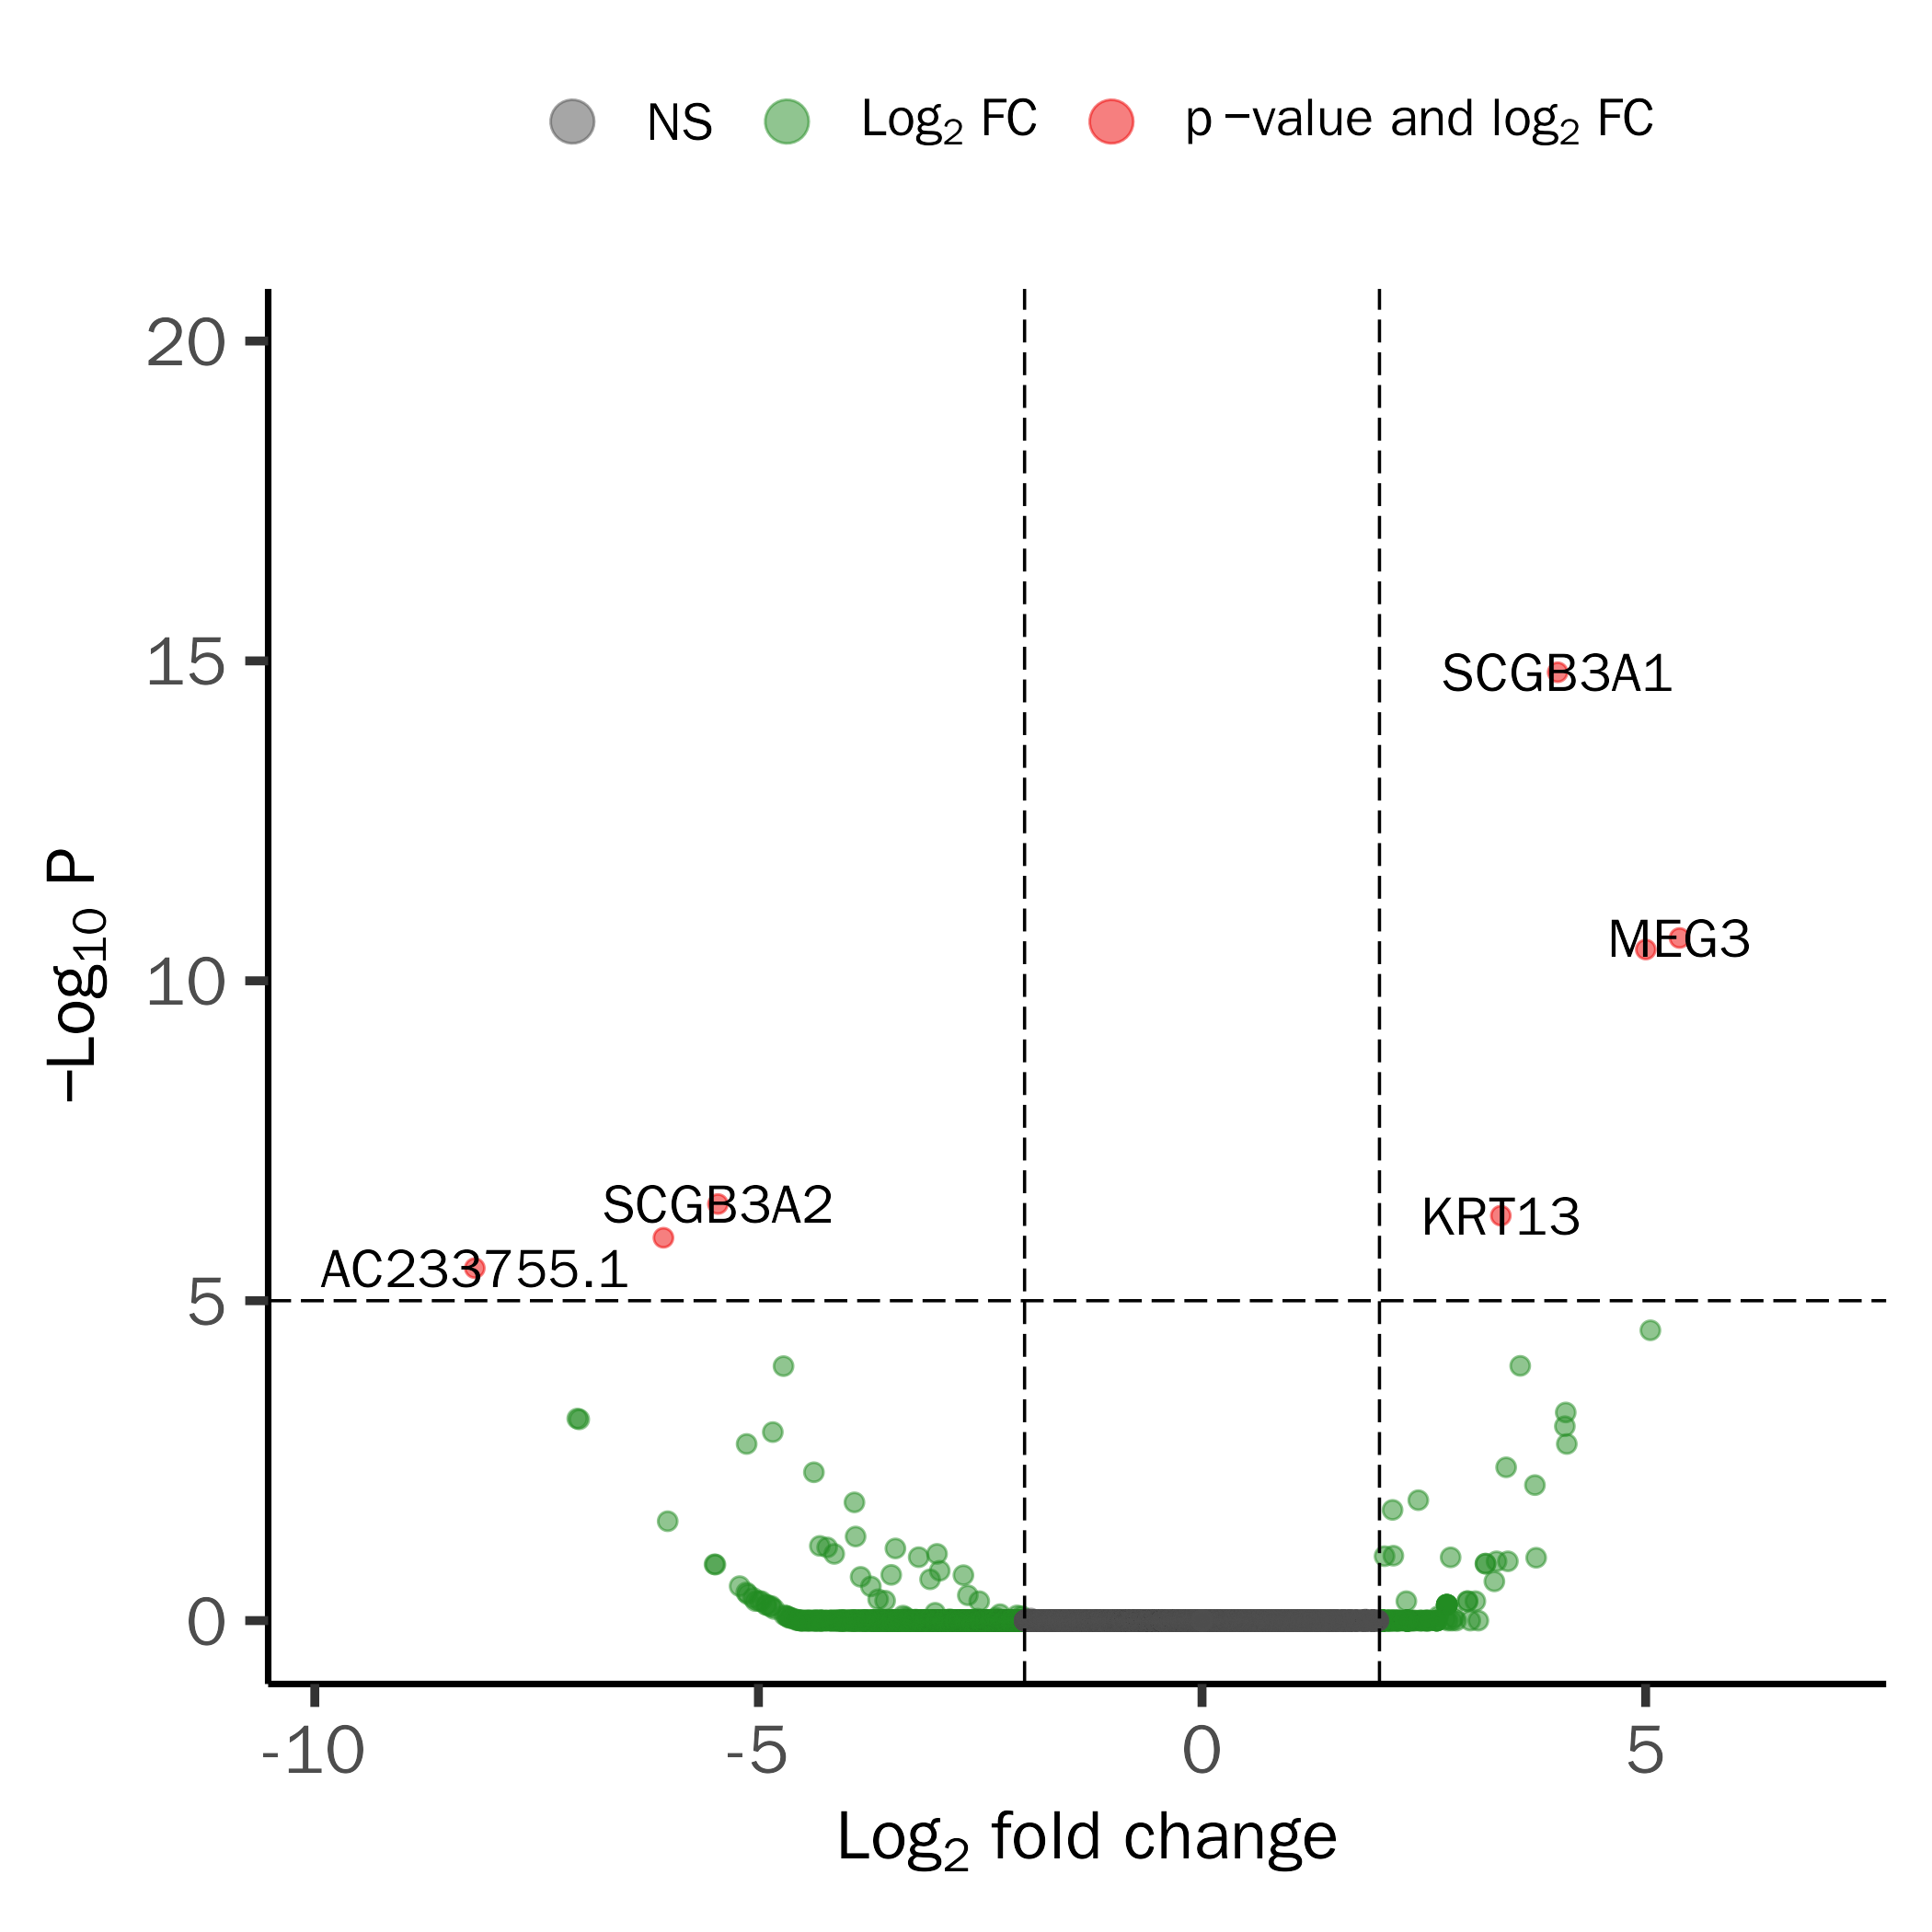 NS Log2 FC p −value and log2 FC
20
15
10
5
0
−Log10 P
SCGB3A1
MEG3
SCGB3A2
KRT13
AC233755.1
-10 -5 0 5
Log2 fold change